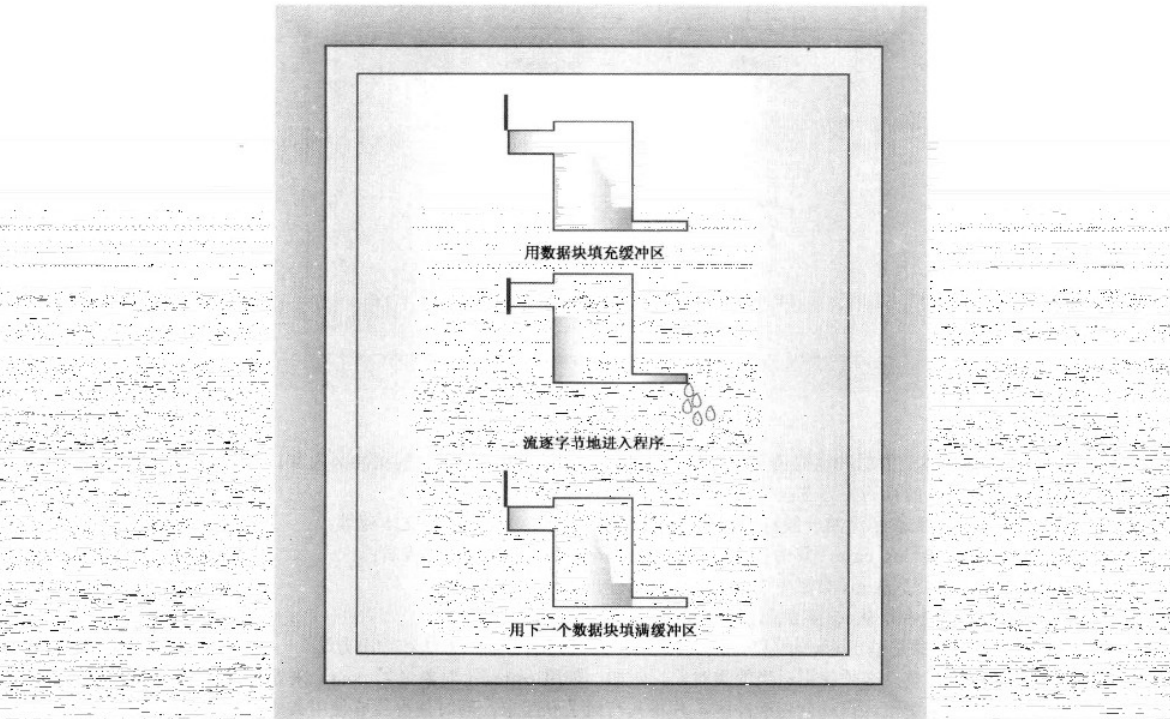 用数据块填充缓冲区
流逐字节地进入程序
用下一个数据块填满缓冲区